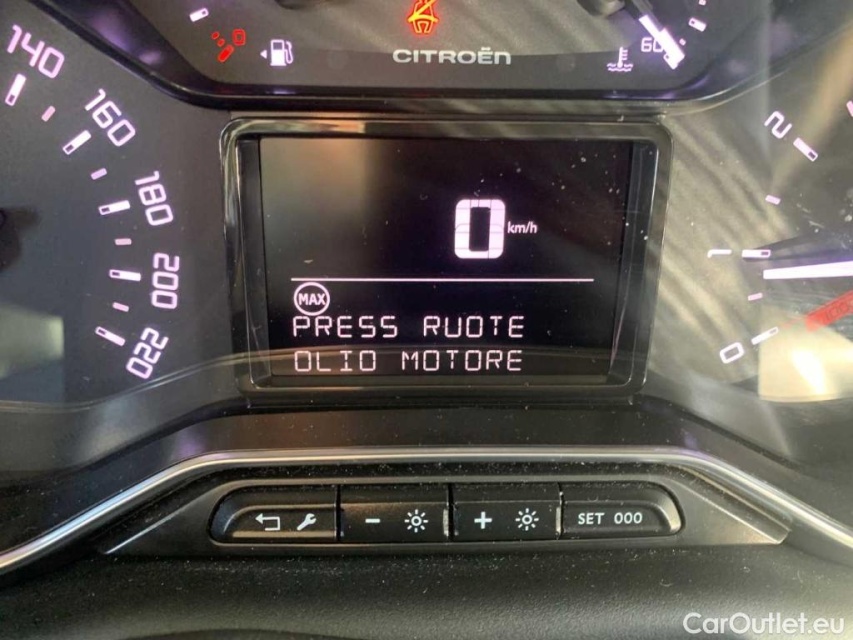 140
160
180
200
220
CITROËN
60
2
1
0
0 km/h
MAX
PRESS RUOTE
OLIO MOTORE
- +
SET 000
CarOutlet.eu